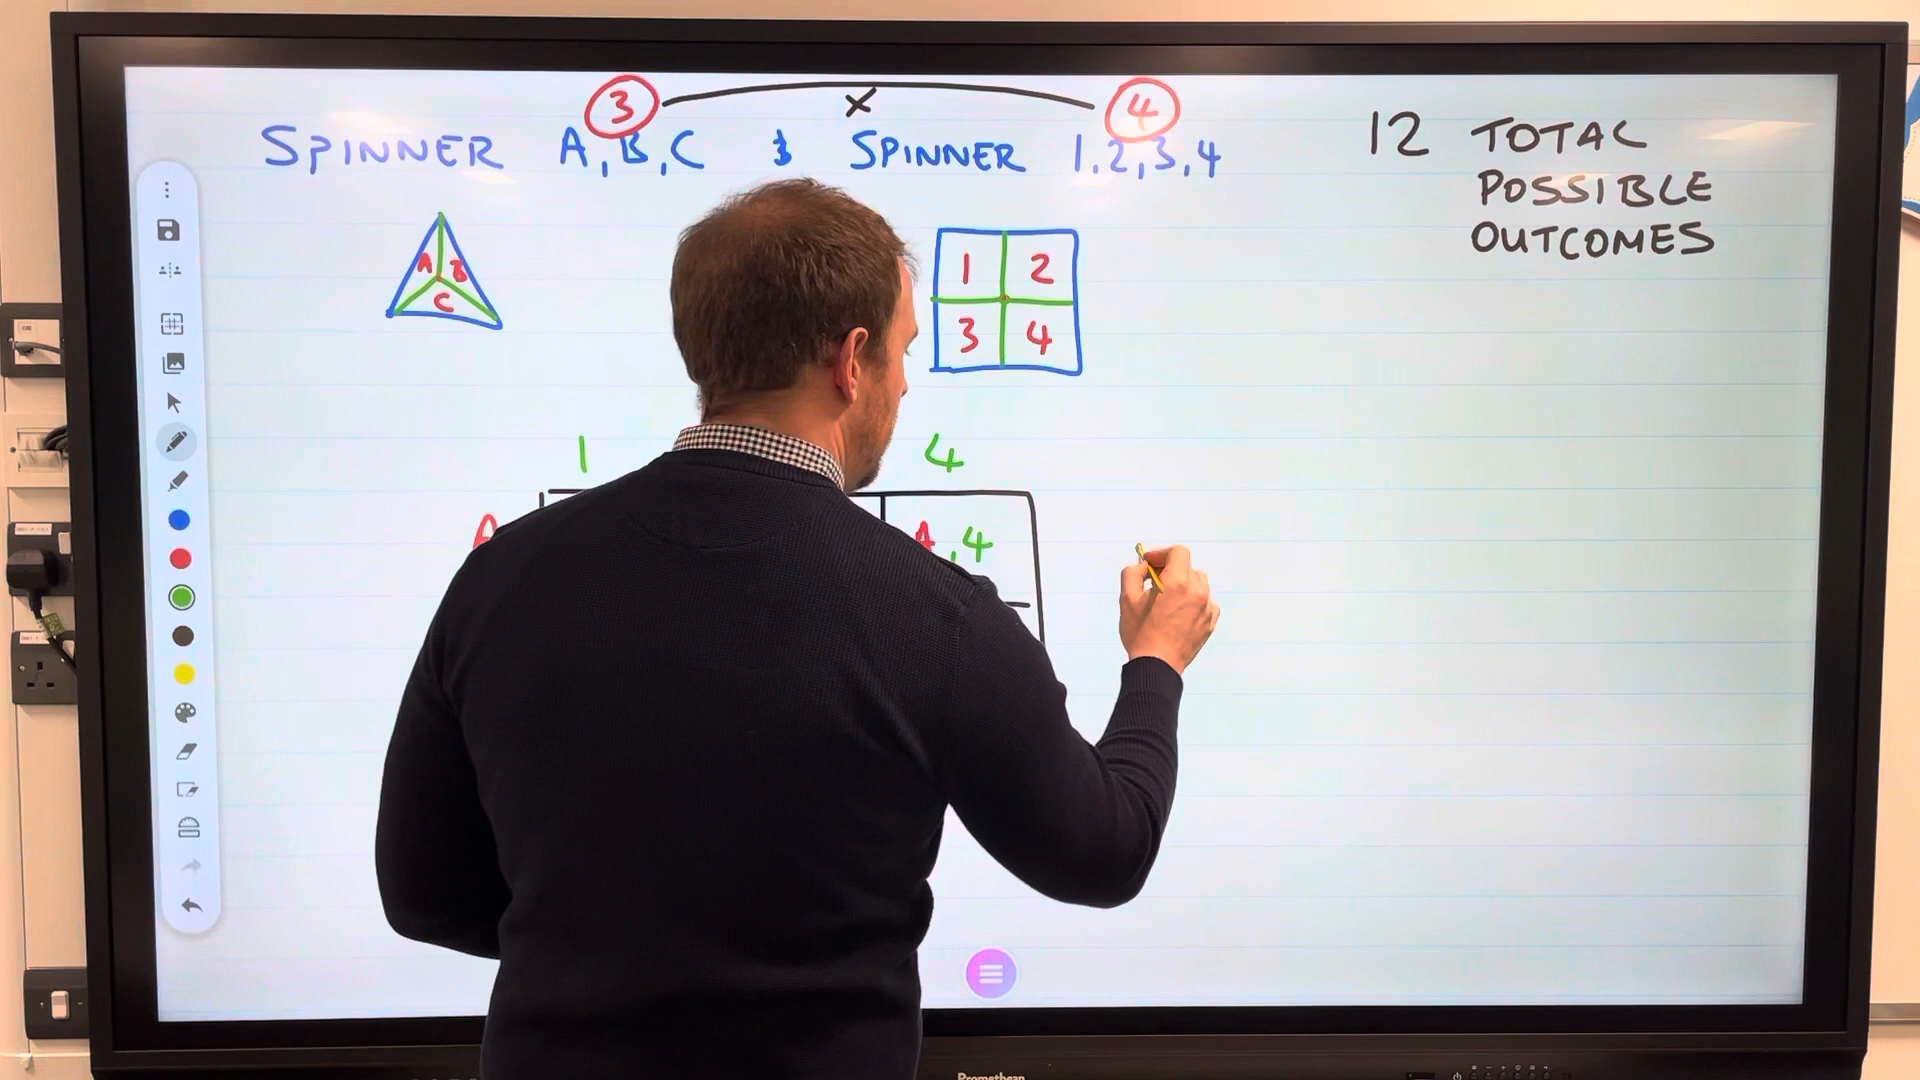 3 × 4
SPINNER A, B, C & SPINNER 1, 2, 3, 4
12 TOTAL
POSSIBLE
OUTCOMES
A B
C
1 2
3 4
1 4
A A, 4
Promethean